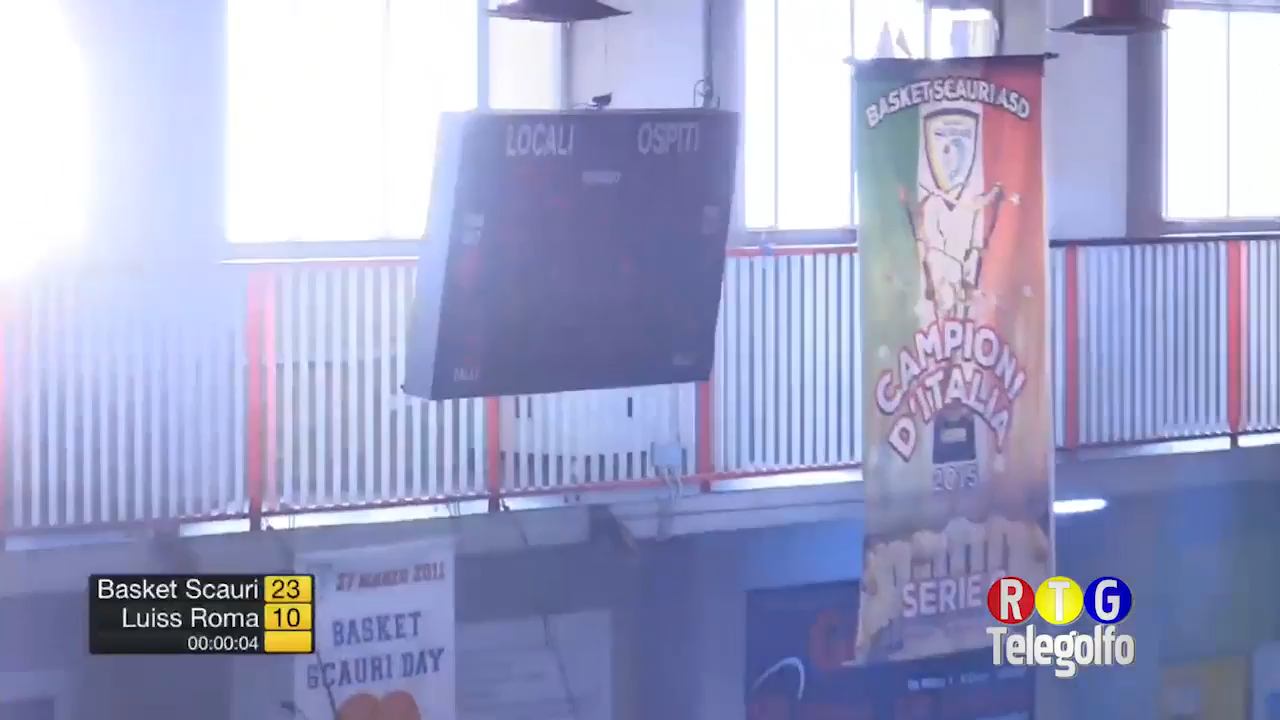 LOCALI OSPITI
BASKET SCAURI ASD
CAMPIONI
D'ITALIA
2015
SERIE
27 MARZO 2011
BASKET
SCAURI DAY
Basket Scauri 23
Luiss Roma 10
00:00:04
RTG
Telegolfo